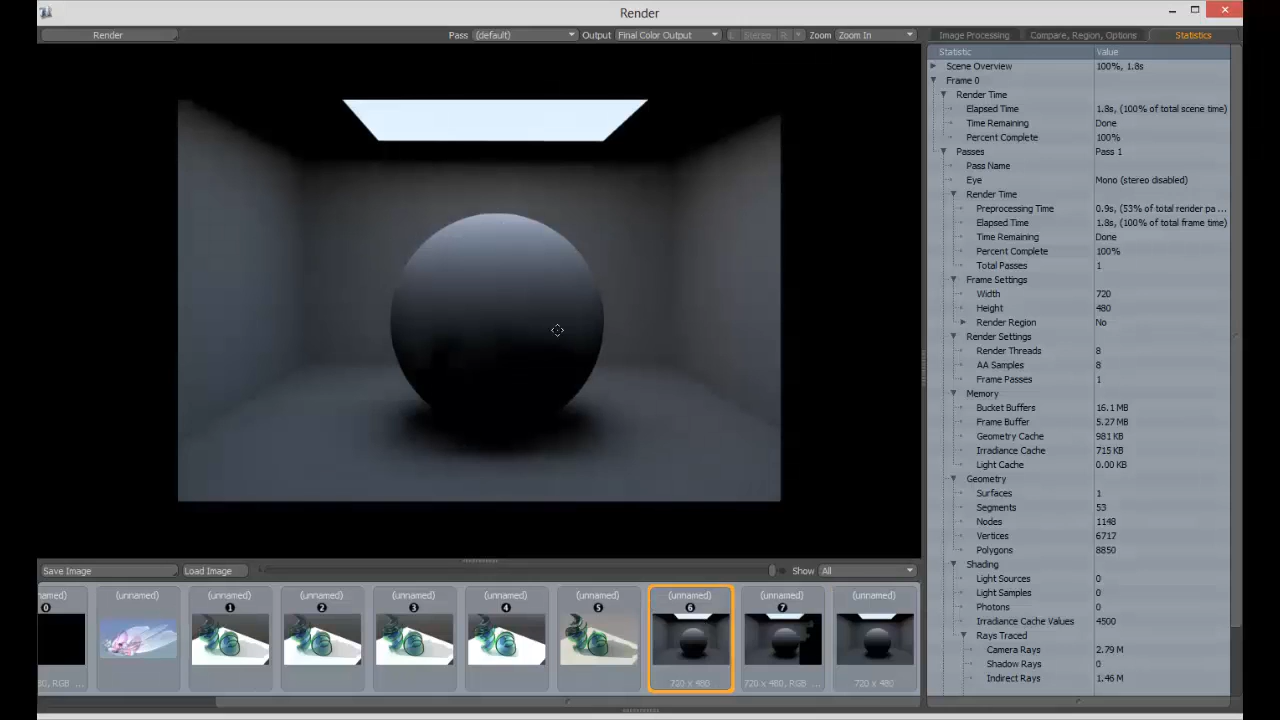 Render
Render
Pass (default) Output Final Color Output L Stereo R Zoom Zoom In
Image Processing Compare, Region, Options Statistics
Statistic Value
Scene Overview 100%, 1.8s
Frame 0
Render Time
Elapsed Time 1.8s, (100% of total scene time)
Time Remaining Done
Percent Complete 100%
Passes Pass 1
Pass Name
Eye Mono (stereo disabled)
Render Time
Preprocessing Time 0.9s, (53% of total render pa ...
Elapsed Time 1.8s, (100% of total frame time)
Time Remaining Done
Percent Complete 100%
Total Passes 1
Frame Settings
Width 720
Height 480
Render Region No
Render Settings
Render Threads 8
AA Samples 8
Frame Passes 1
Memory
Bucket Buffers 16.1 MB
Frame Buffer 5.27 MB
Geometry Cache 981 KB
Irradiance Cache 715 KB
Light Cache 0.00 KB
Geometry
Surfaces 1
Segments 53
Nodes 1148
Vertices 6717
Polygons 8850
Shading
Light Sources 0
Light Samples 0
Photons 0
Irradiance Cache Values 4500
Rays Traced
Camera Rays 2.79 M
Shadow Rays 0
Indirect Rays 1.46 M
Save Image Load Image Show All
(unnamed) (unnamed) (unnamed) (unnamed) (unnamed) (unnamed) (unnamed) (unnamed) (unnamed)
0 1 2 3 4 5 6 7
RGB ... 720 x 480 720 x 480, RGB ... 720 x 480